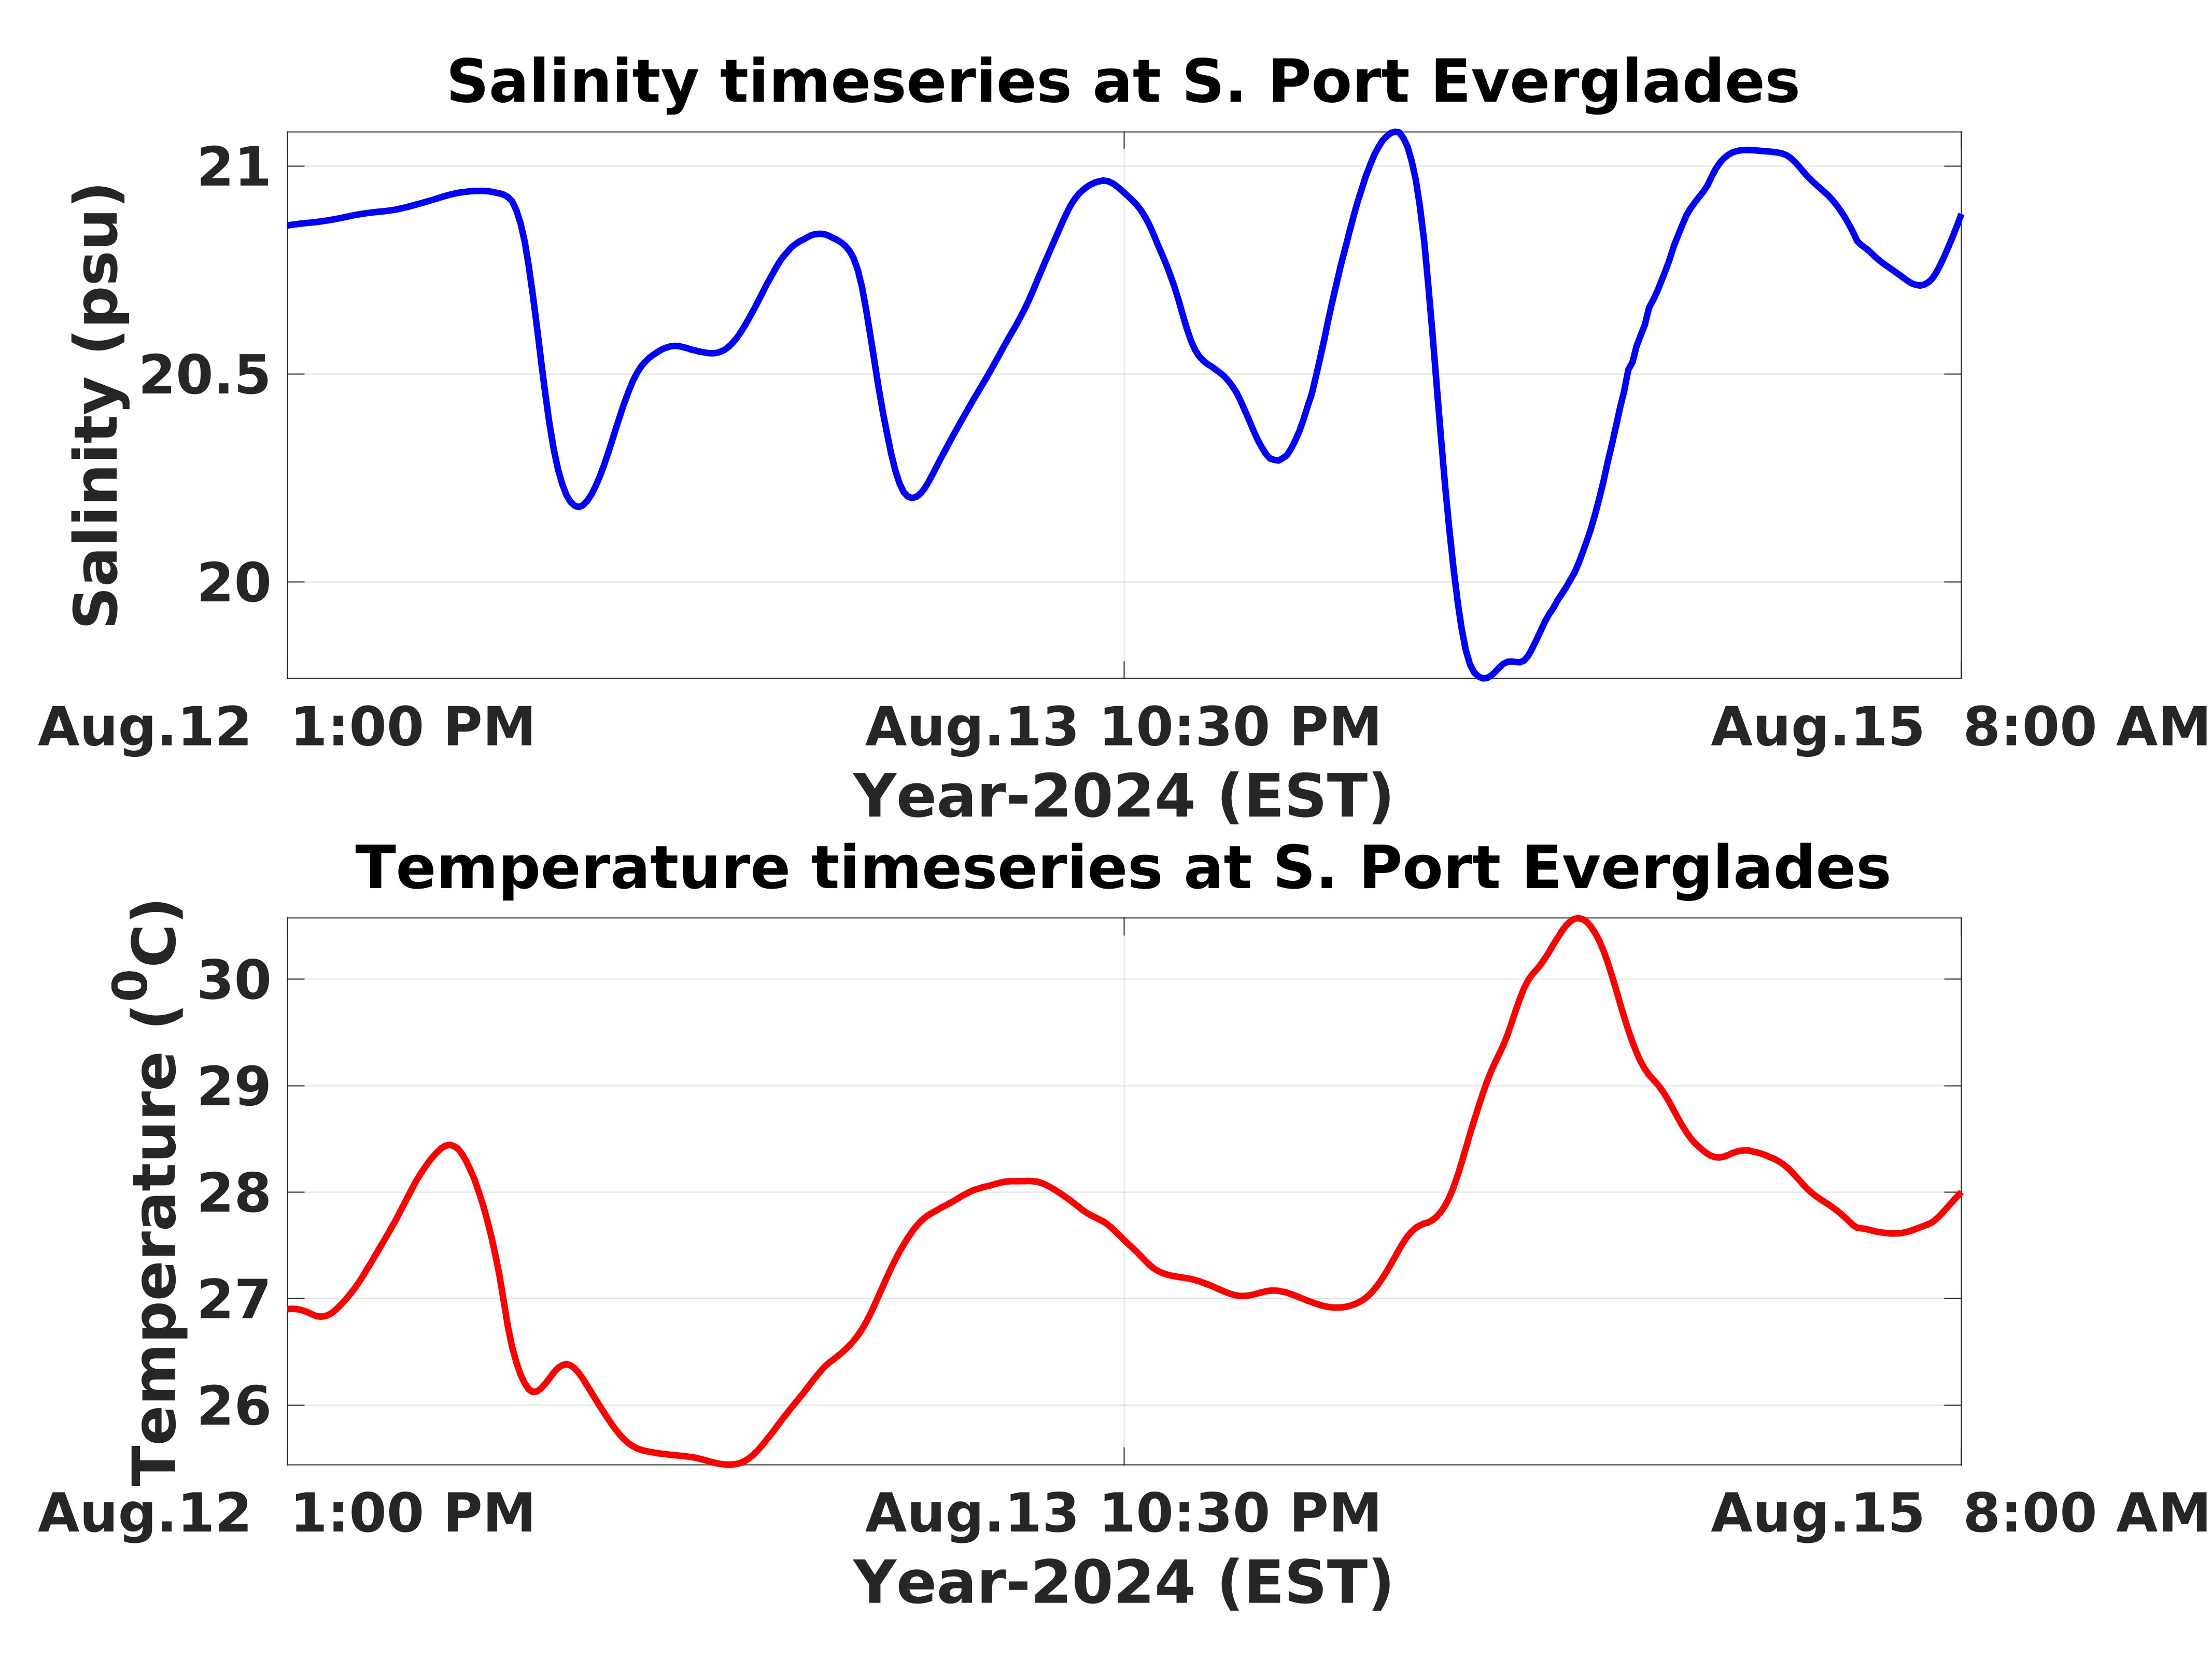 Salinity timeseries at S. Port Everglades
Salinity (psu)
21
20.5
20
Aug.12 1:00 PM Aug.13 10:30 PM Aug.15 8:00 AM
Year-2024 (EST)
Temperature timeseries at S. Port Everglades
Temperature (⁰C)
30
29
28
27
26
Aug.12 1:00 PM Aug.13 10:30 PM Aug.15 8:00 AM
Year-2024 (EST)